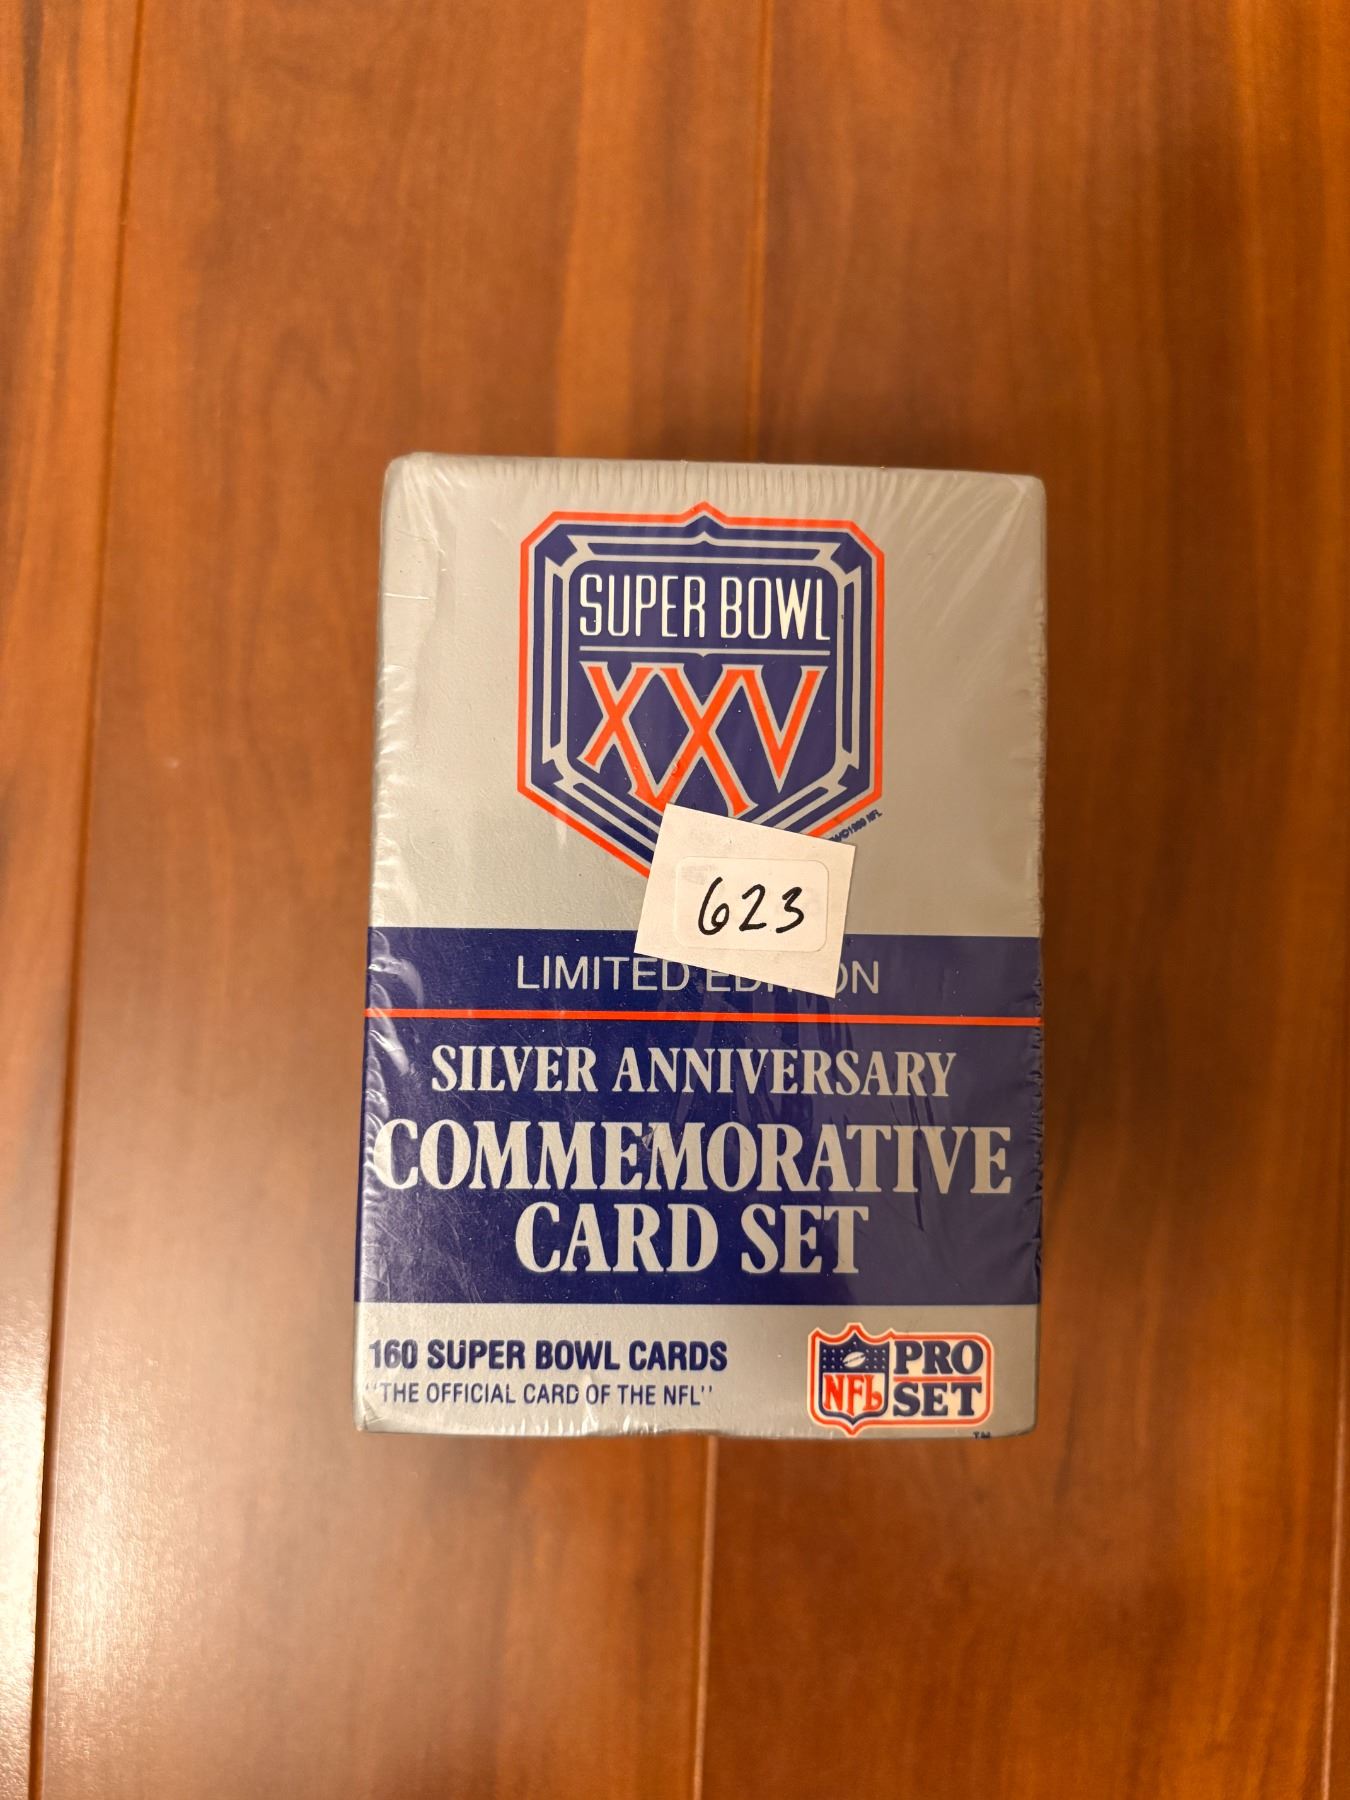 SUPER BOWL
XXV
623
LIMITED
SILVER ANNIVERSARY
COMMEMORATIVE
CARD SET
160 SUPER BOWL CARDS
"THE OFFICIAL CARD OF THE NFL"
NFL
PRO
SET
TM